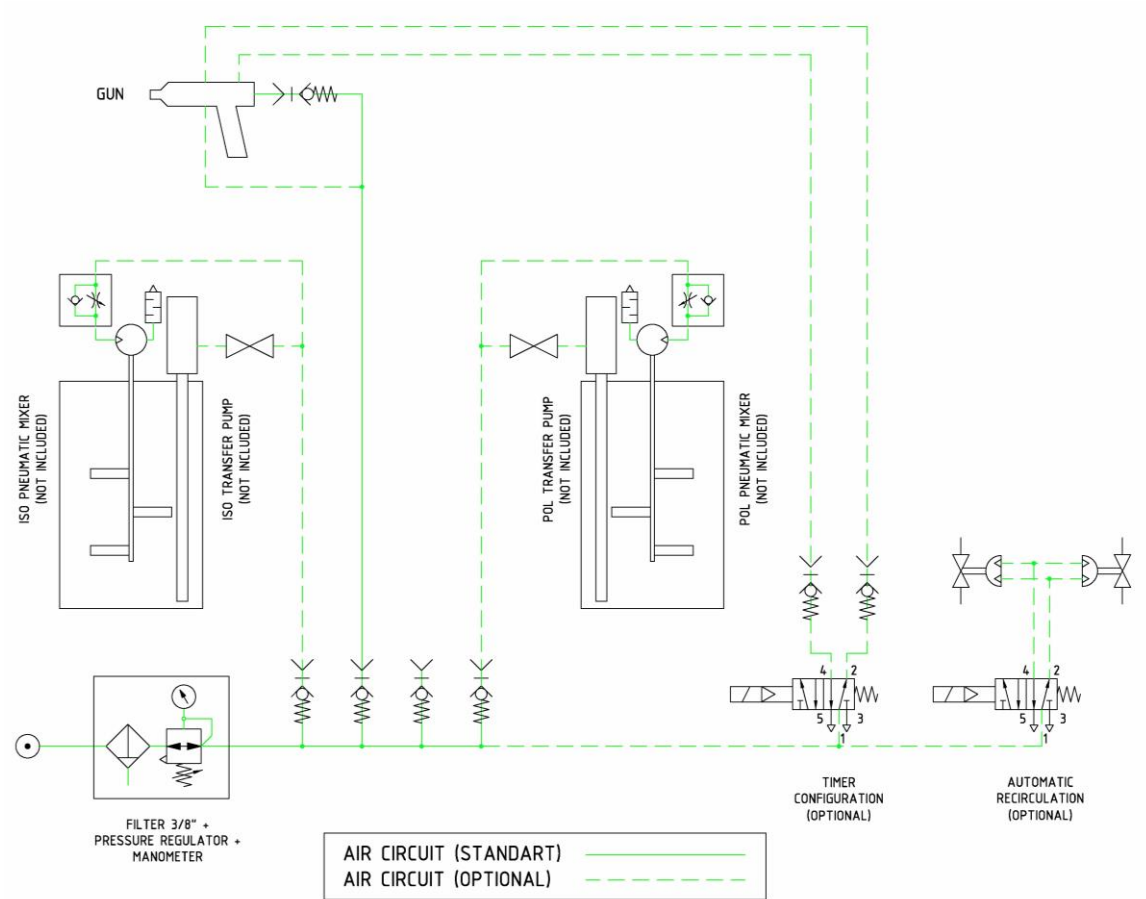 GUN
ISO PNEUMATIC MIXER
(NOT INCLUDED)
ISO TRANSFER PUMP
(NOT INCLUDED)
POL TRANSFER PUMP
(NOT INCLUDED)
POL PNEUMATIC MIXER
(NOT INCLUDED)
4 2
5 3
1
4 2
5 3
1
FILTER 3/8" +
PRESSURE REGULATOR +
MANOMETER
TIMER
CONFIGURATION
(OPTIONAL)
AUTOMATIC
RECIRCULATION
(OPTIONAL)
AIR CIRCUIT (STANDART)
AIR CIRCUIT (OPTIONAL)